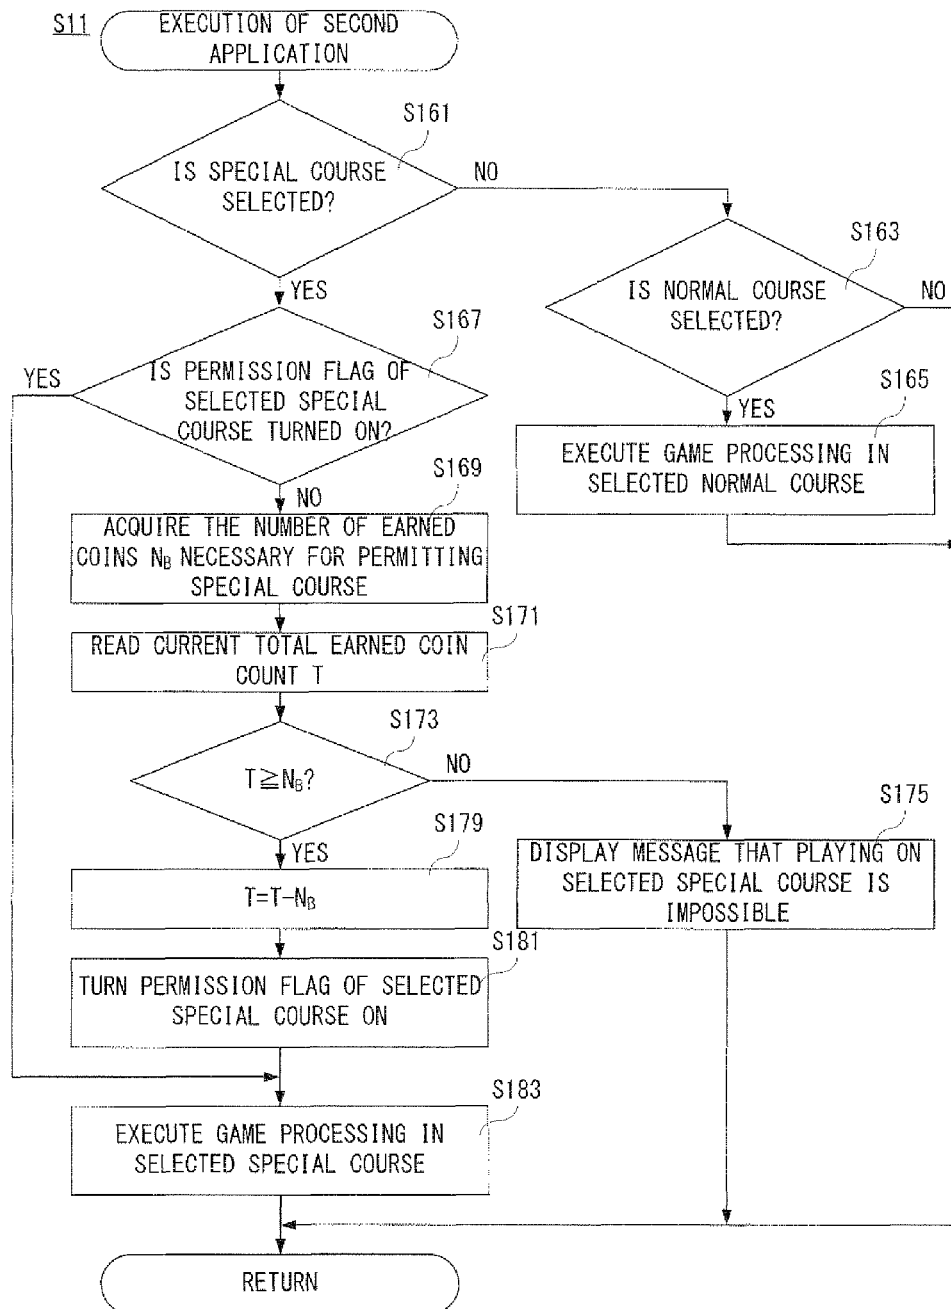 S11
EXECUTION OF SECOND
APPLICATION
S161
IS SPECIAL COURSE
SELECTED?
NO
S163
IS NORMAL COURSE
SELECTED?
NO
YES
S167
YES
IS PERMISSION FLAG OF
SELECTED SPECIAL
COURSE TURNED ON?
YES
S165
EXECUTE GAME PROCESSING IN
SELECTED NORMAL COURSE
S169
NO
ACQUIRE THE NUMBER OF EARNED
COINS NB NECESSARY FOR PERMITTING
SPECIAL COURSE
S171
READ CURRENT TOTAL EARNED COIN
COUNT T
S173
T≧NB?
NO
S175
DISPLAY MESSAGE THAT PLAYING ON
SELECTED SPECIAL COURSE IS
IMPOSSIBLE
S179
YES
T=T-NB
S181
TURN PERMISSION FLAG OF SELECTED
SPECIAL COURSE ON
S183
EXECUTE GAME PROCESSING IN
SELECTED SPECIAL COURSE
RETURN